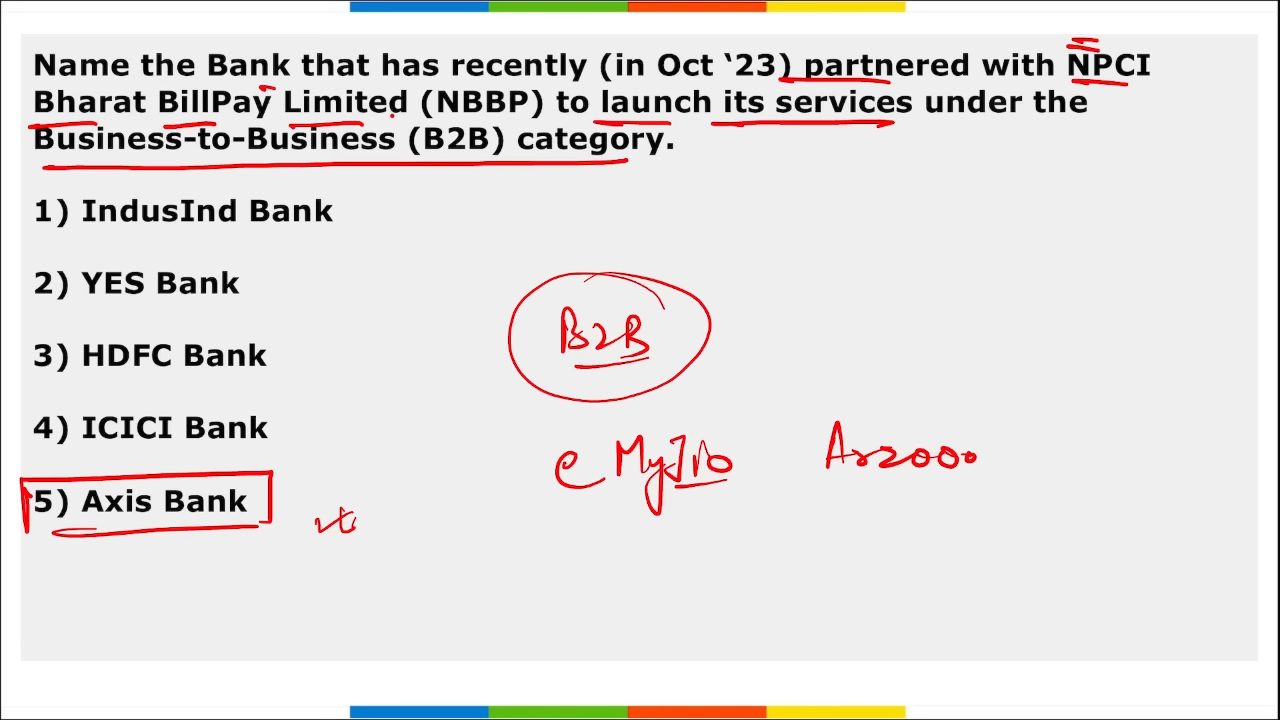 Name the Bank that has recently (in Oct ‘23) partnered with NPCI
Bharat BillPay Limited (NBBP) to launch its services under the
Business-to-Business (B2B) category.
1) IndusInd Bank
2) YES Bank
3) HDFC Bank
B2B
4) ICICI Bank
5) Axis Bank